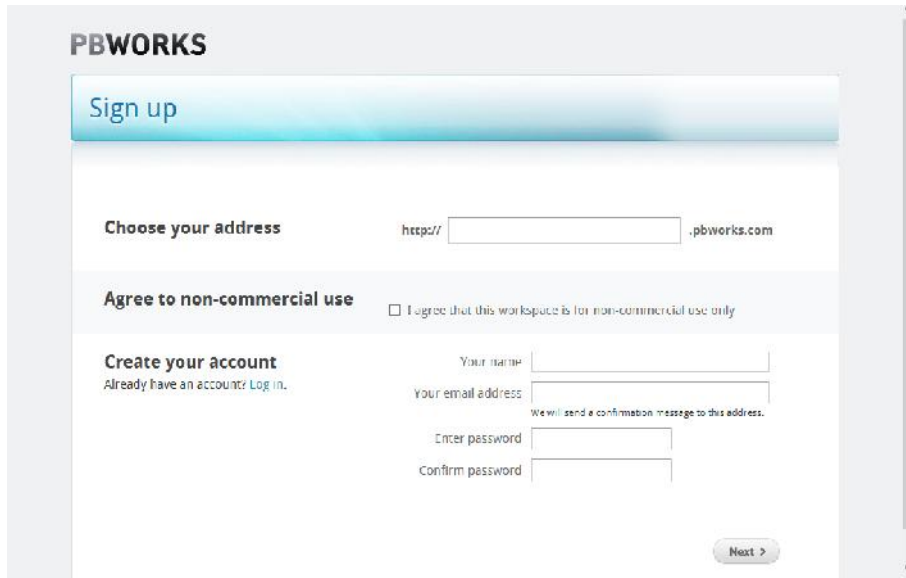 PBWORKS
Sign up
Choose your address
http:// .pbworks.com
Agree to non-commercial use
I agree that this workspace is for non-commercial use only
Create your account
Already have an account? Log in.
Your name
Your email address
We will send a confirmation message to this address.
Enter password
Confirm password
Next >